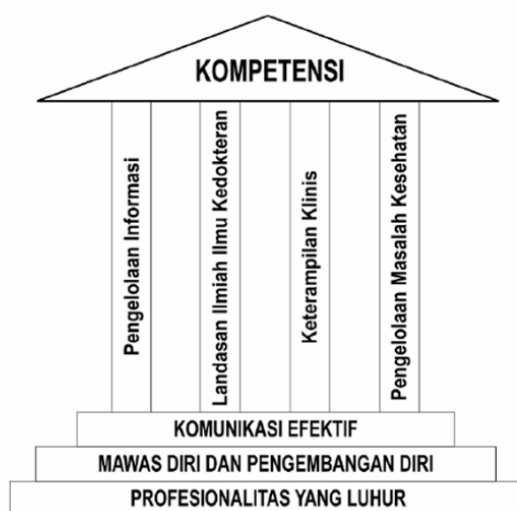 KOMPETENSI
Pengelolaan Informasi
Landasan Ilmiah Ilmu Kedokteran
Keterampilan Klinis
Pengelolaan Masalah Kesehatan
KOMUNIKASI EFEKTIF
MAWAS DIRI DAN PENGEMBANGAN DIRI
PROFESIONALITAS YANG LUHUR